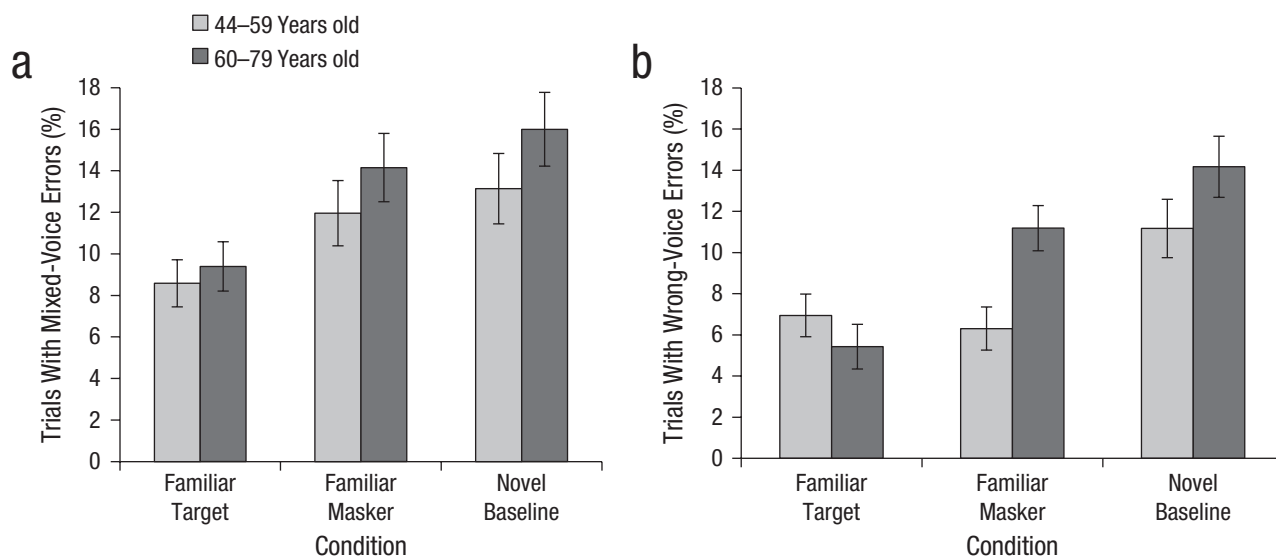 44–59 Years old
60–79 Years old
a
Trials With Mixed-Voice Errors (%)
18
16
14
12
10
8
6
4
2
0
Familiar
Target
Familiar
Masker
Novel
Baseline
Condition
b
Trials With Wrong-Voice Errors (%)
18
16
14
12
10
8
6
4
2
0
Familiar
Target
Familiar
Masker
Novel
Baseline
Condition